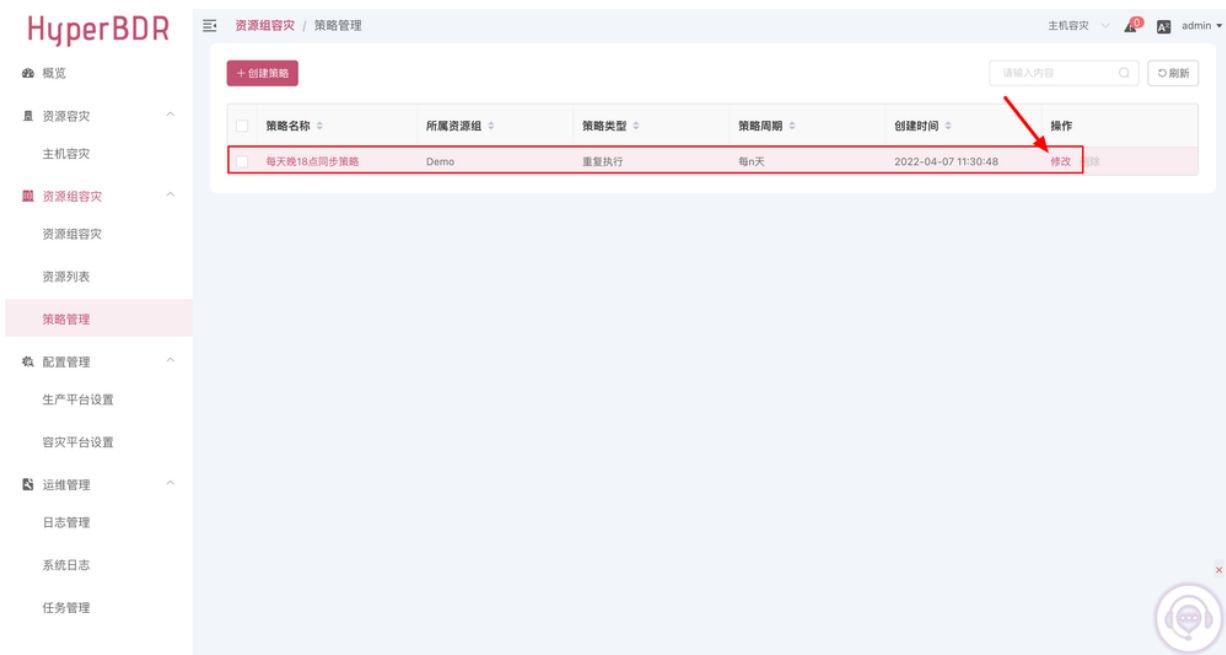 HyperBDR
资源组容灾 / 策略管理
主机容灾
0
admin
概览
资源容灾
主机容灾
资源组容灾
资源组容灾
资源列表
策略管理
配置管理
生产平台设置
容灾平台设置
运维管理
日志管理
系统日志
任务管理
+ 创建策略
请输入内容
刷新
策略名称 所属资源组 策略类型 策略周期 创建时间 操作
每天晚18点同步策略 Demo 重复执行 每n天 2022-04-07 11:30:48 修改 删除